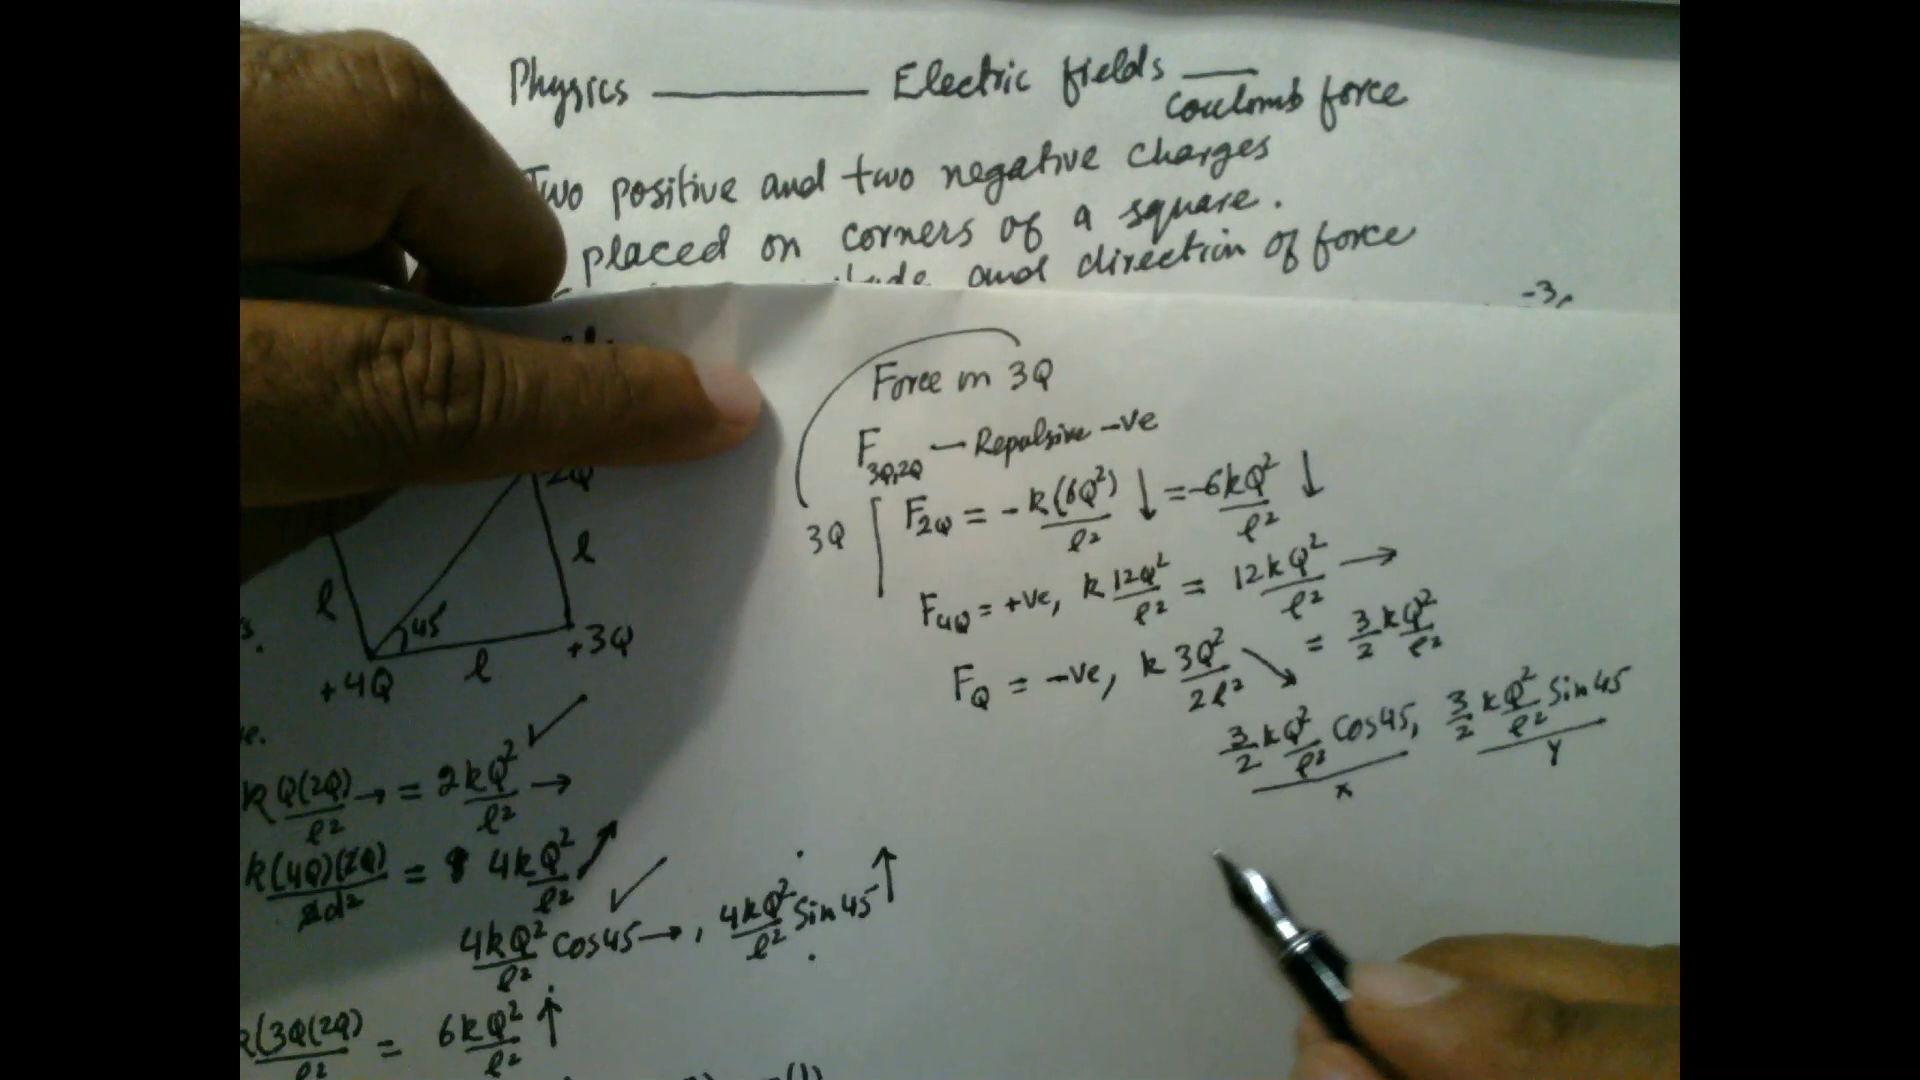 Physics ———— Electric fields —
Coulomb force
Two positive and two negative charges
placed on corners of a square.
and direction of force
-3
Force on 3Q
F3Q,2Q — Repulsive -ve
3Q
F2Q = - k(6Q²)/l² ↓ = -6kQ²/l² ↓
F4Q = +ve, k 12Q²/l² = 12kQ²/l² →
FQ = -ve, k 3Q²/2l² ↘ = 3/2 kQ²/l²
3/2 kQ²/l² Cos45, 3/2 kQ²/l² Sin45
x y
-2Q
l
l
45
+3Q
+4Q
l
kQ(2Q)/l² → = 2kQ²/l² →
k(4Q)(2Q)/2d² = 4kQ²/l² ↗
4kQ²/l² Cos45 →, 4kQ²/l² Sin45 ↑
k(3Q(2Q)/l² = 6kQ²/l² ↑